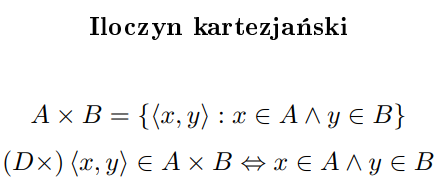 Iloczyn kartezjański
A × B = {⟨x, y⟩ : x ∈ A ∧ y ∈ B}
(D×) ⟨x, y⟩ ∈ A × B ⇔ x ∈ A ∧ y ∈ B